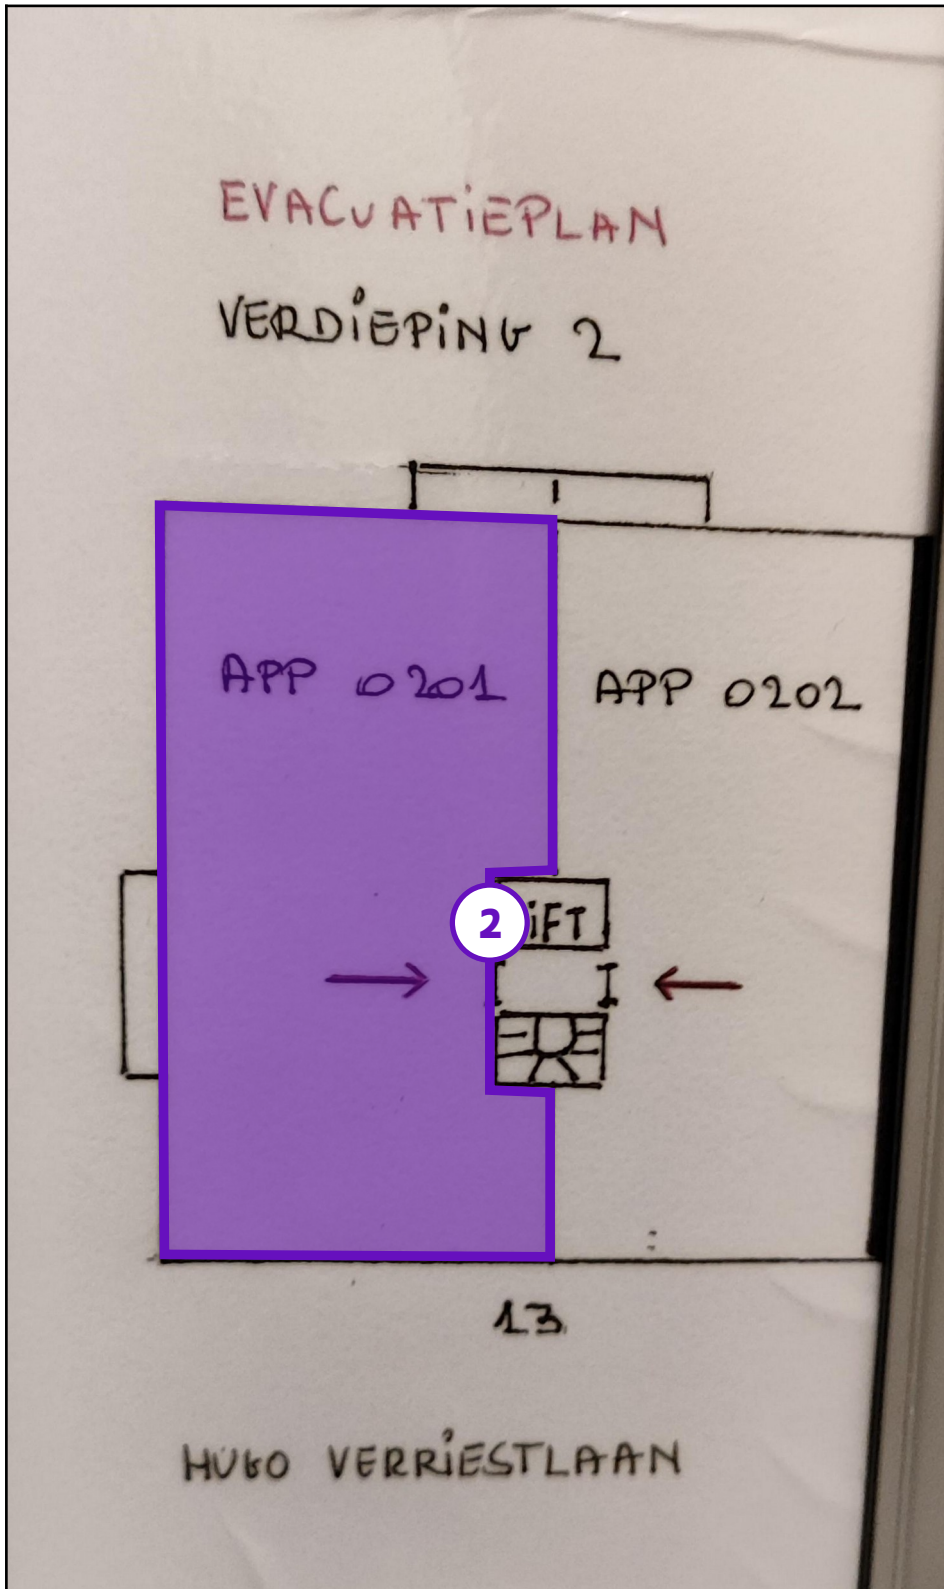 EVACUATIEPLAN
VERDIEPING 2
APP 0201
APP 0202
2
LIFT
13
HUGO VERRIESTLAAN